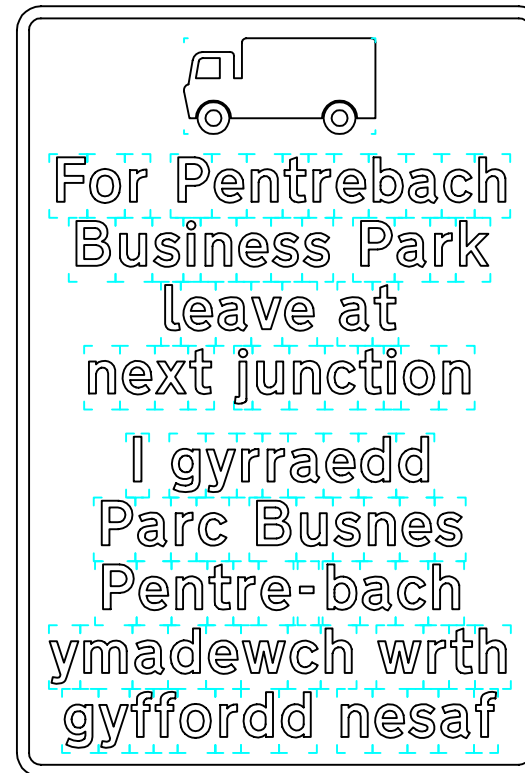 For Pentrebach
Business Park
leave at
next junction
I gyrraedd
Parc Busnes
Pentre-bach
ymadewch wrth
gyffordd nesaf